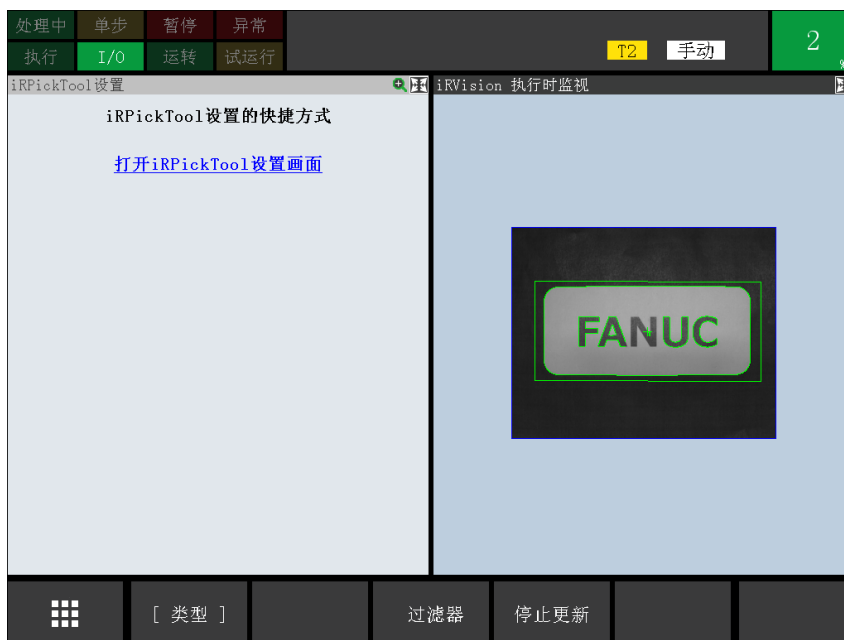 处理中 单步 暂停 异常
执行 I/O 运转 试运行
T2 手动
2
%
iRPickTool设置
iRVision 执行时监视
iRPickTool设置的快捷方式
打开iRPickTool设置画面
FANUC
[ 类型 ] 过滤器 停止更新